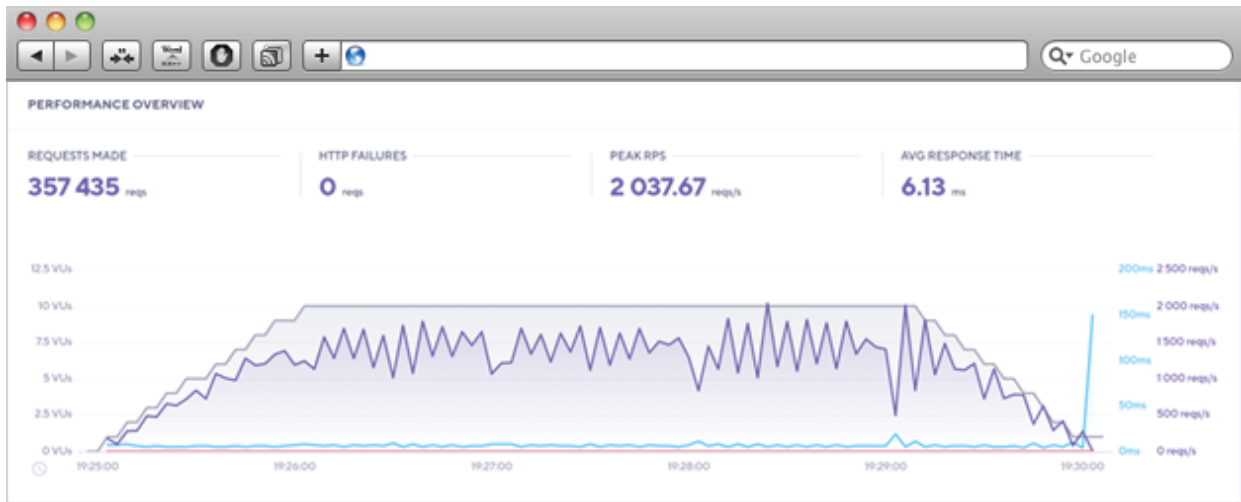 Google
PERFORMANCE OVERVIEW
REQUESTS MADE HTTP FAILURES PEAK RPS AVG RESPONSE TIME
357 435 reqs 0 reqs 2 037.67 reqs/s 6.13 ms
12.5 VUs 200ms 2 500 reqs/s
10 VUs 150ms 2 000 reqs/s
7.5 VUs 1 500 reqs/s
100ms
5 VUs 1 000 reqs/s
50ms
2.5 VUs 500 reqs/s
0 VUs 0ms 0 reqs/s
19:25:00 19:26:00 19:27:00 19:28:00 19:29:00 19:30:00